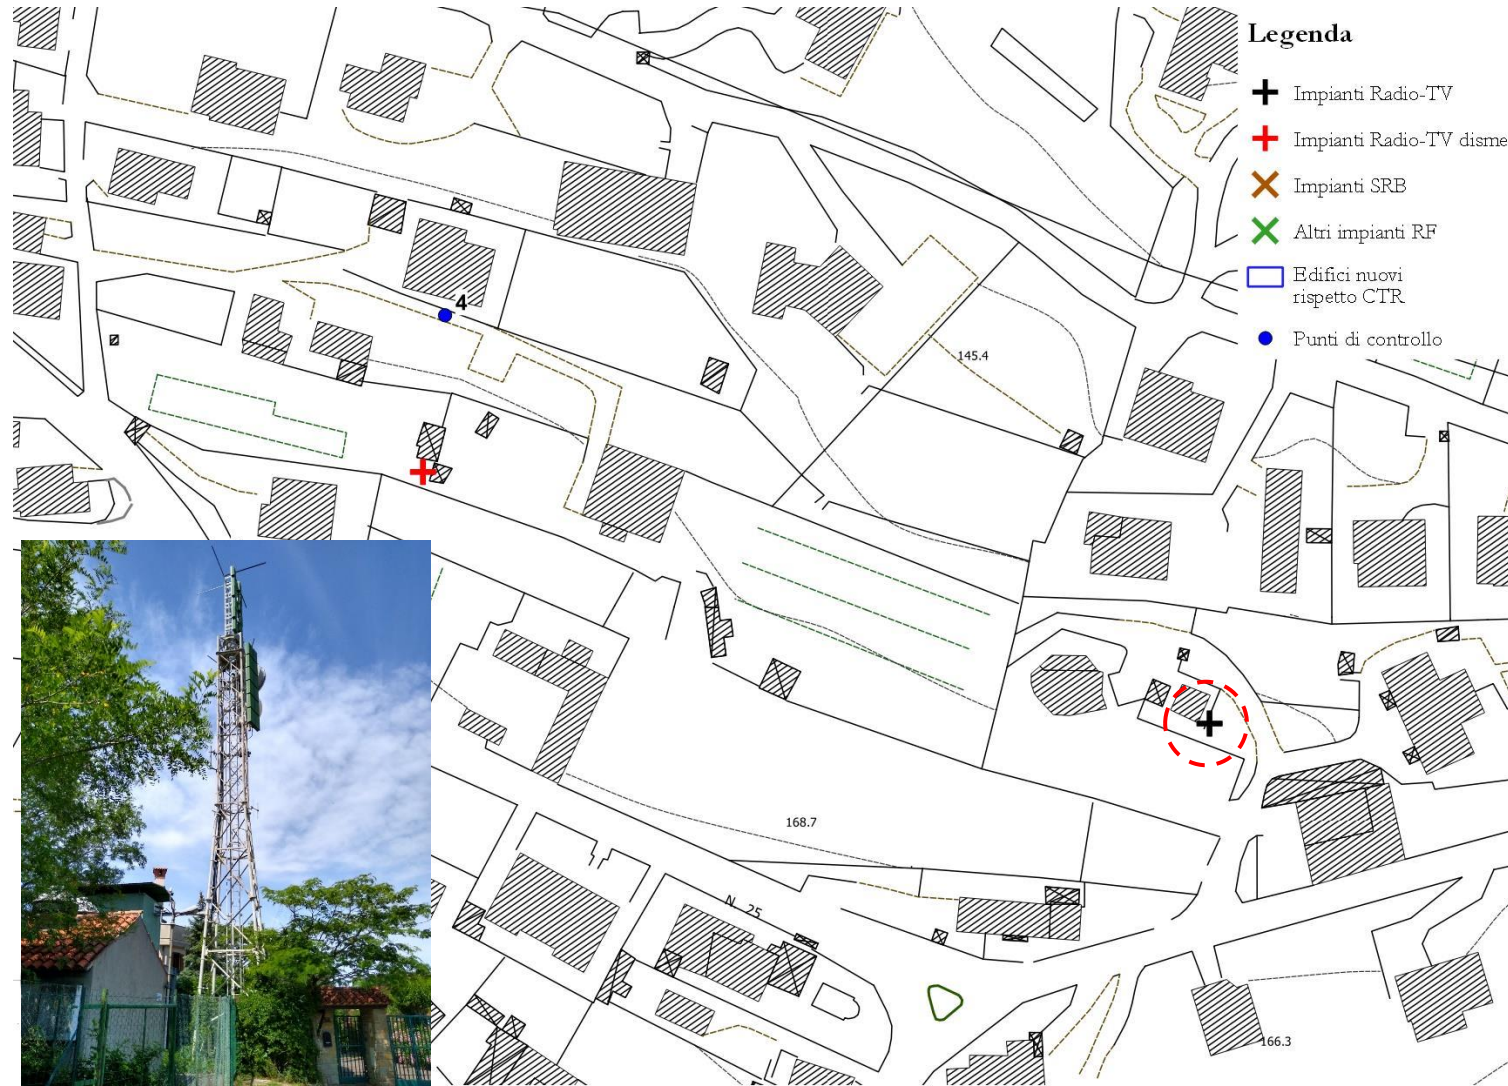 Legenda
Impianti Radio-TV
Impianti Radio-TV disme
Impianti SRB
Altri impianti RF
Edifici nuovi
rispetto CTR
Punti di controllo
4
145.4
168.7
N 25
166.3